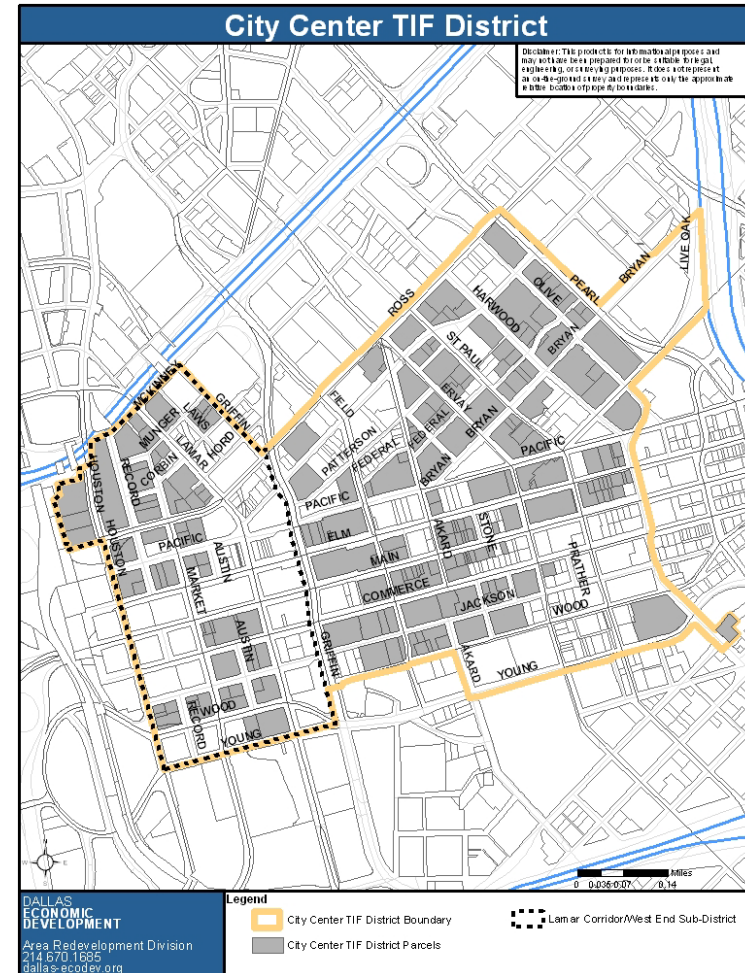 City Center TIF District
Disclaimer: This product is for informational purposes and
may not have been prepared for or be suitable for legal,
engineering, or surveying purposes. It does not represent
an on-the-ground survey and represents only the approximate
relative location of property boundaries.
LIVE OAK
BRYAN
PEARL
ROSS
OLIVE
HARWOOD
BRYAN
ST PAUL
MCKINNEY
GRIFFIN
FIELD
ERVAY
LAWS
MUNGER
HORD
LAMAR
CORBIN
PATTERSON
FEDERAL
FEDERAL
BRYAN
BRYAN
PACIFIC
HOUSTON
RECORD
PACIFIC
HOUSTON
PACIFIC
AUSTIN
MARKET
ELM
MAIN
AKARD
STONE
PRATHER
COMMERCE
JACKSON
WOOD
AUSTIN
GRIFFIN
AKARD
YOUNG
WOOD
RECORD
YOUNG
N
W
E
S
Miles
0 0.035 0.07 0.14
DALLAS
ECONOMIC
DEVELOPMENT
Area Redevelopment Division
214.670.1685
dallas-ecodev.org
Legend
City Center TIF District Boundary
Lamar Corridor/West End Sub-District
City Center TIF District Parcels